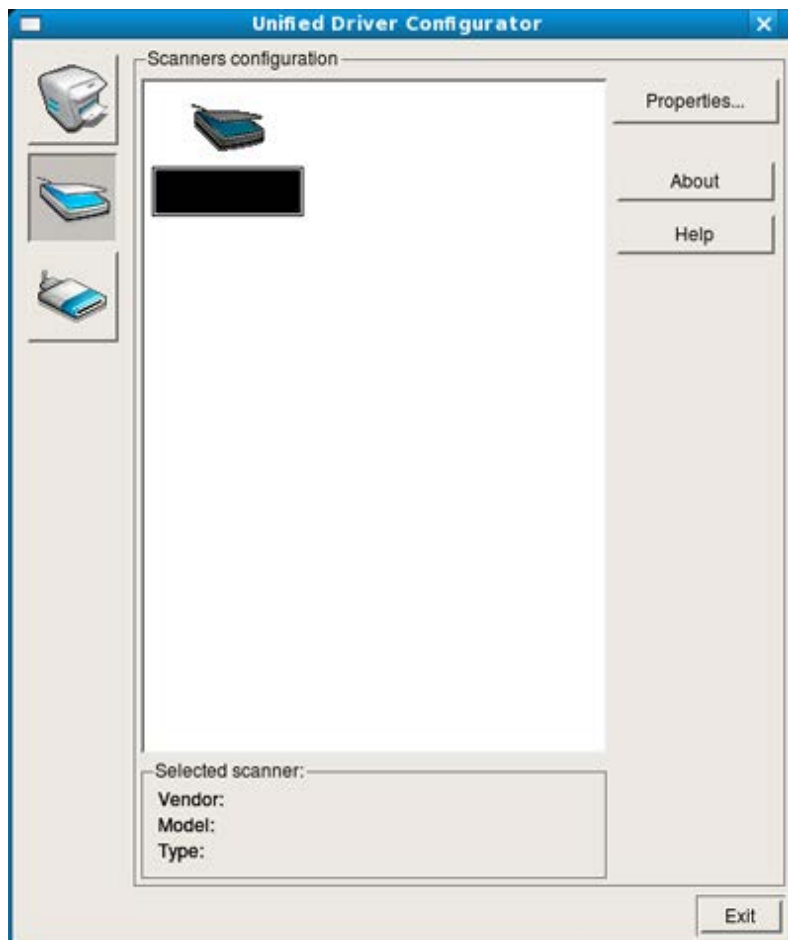 Unified Driver Configurator
Scanners configuration
Properties...
About
Help
Selected scanner:
Vendor:
Model:
Type:
Exit